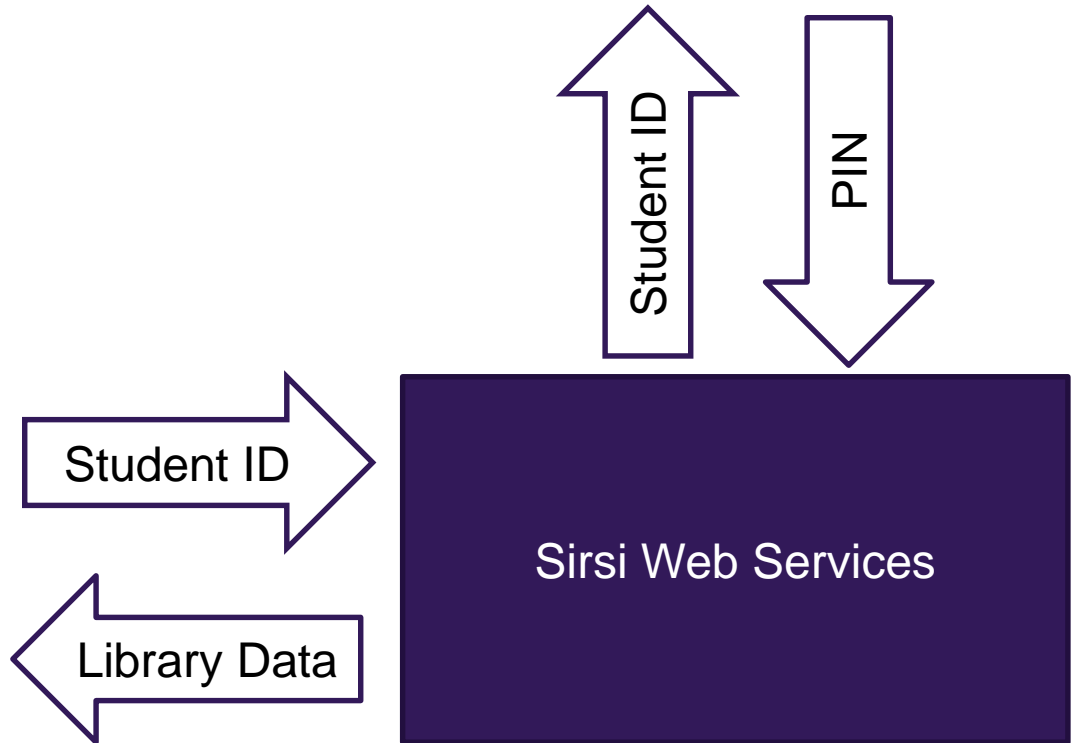 Student ID
PIN
Student ID
Sirsi Web Services
Library Data